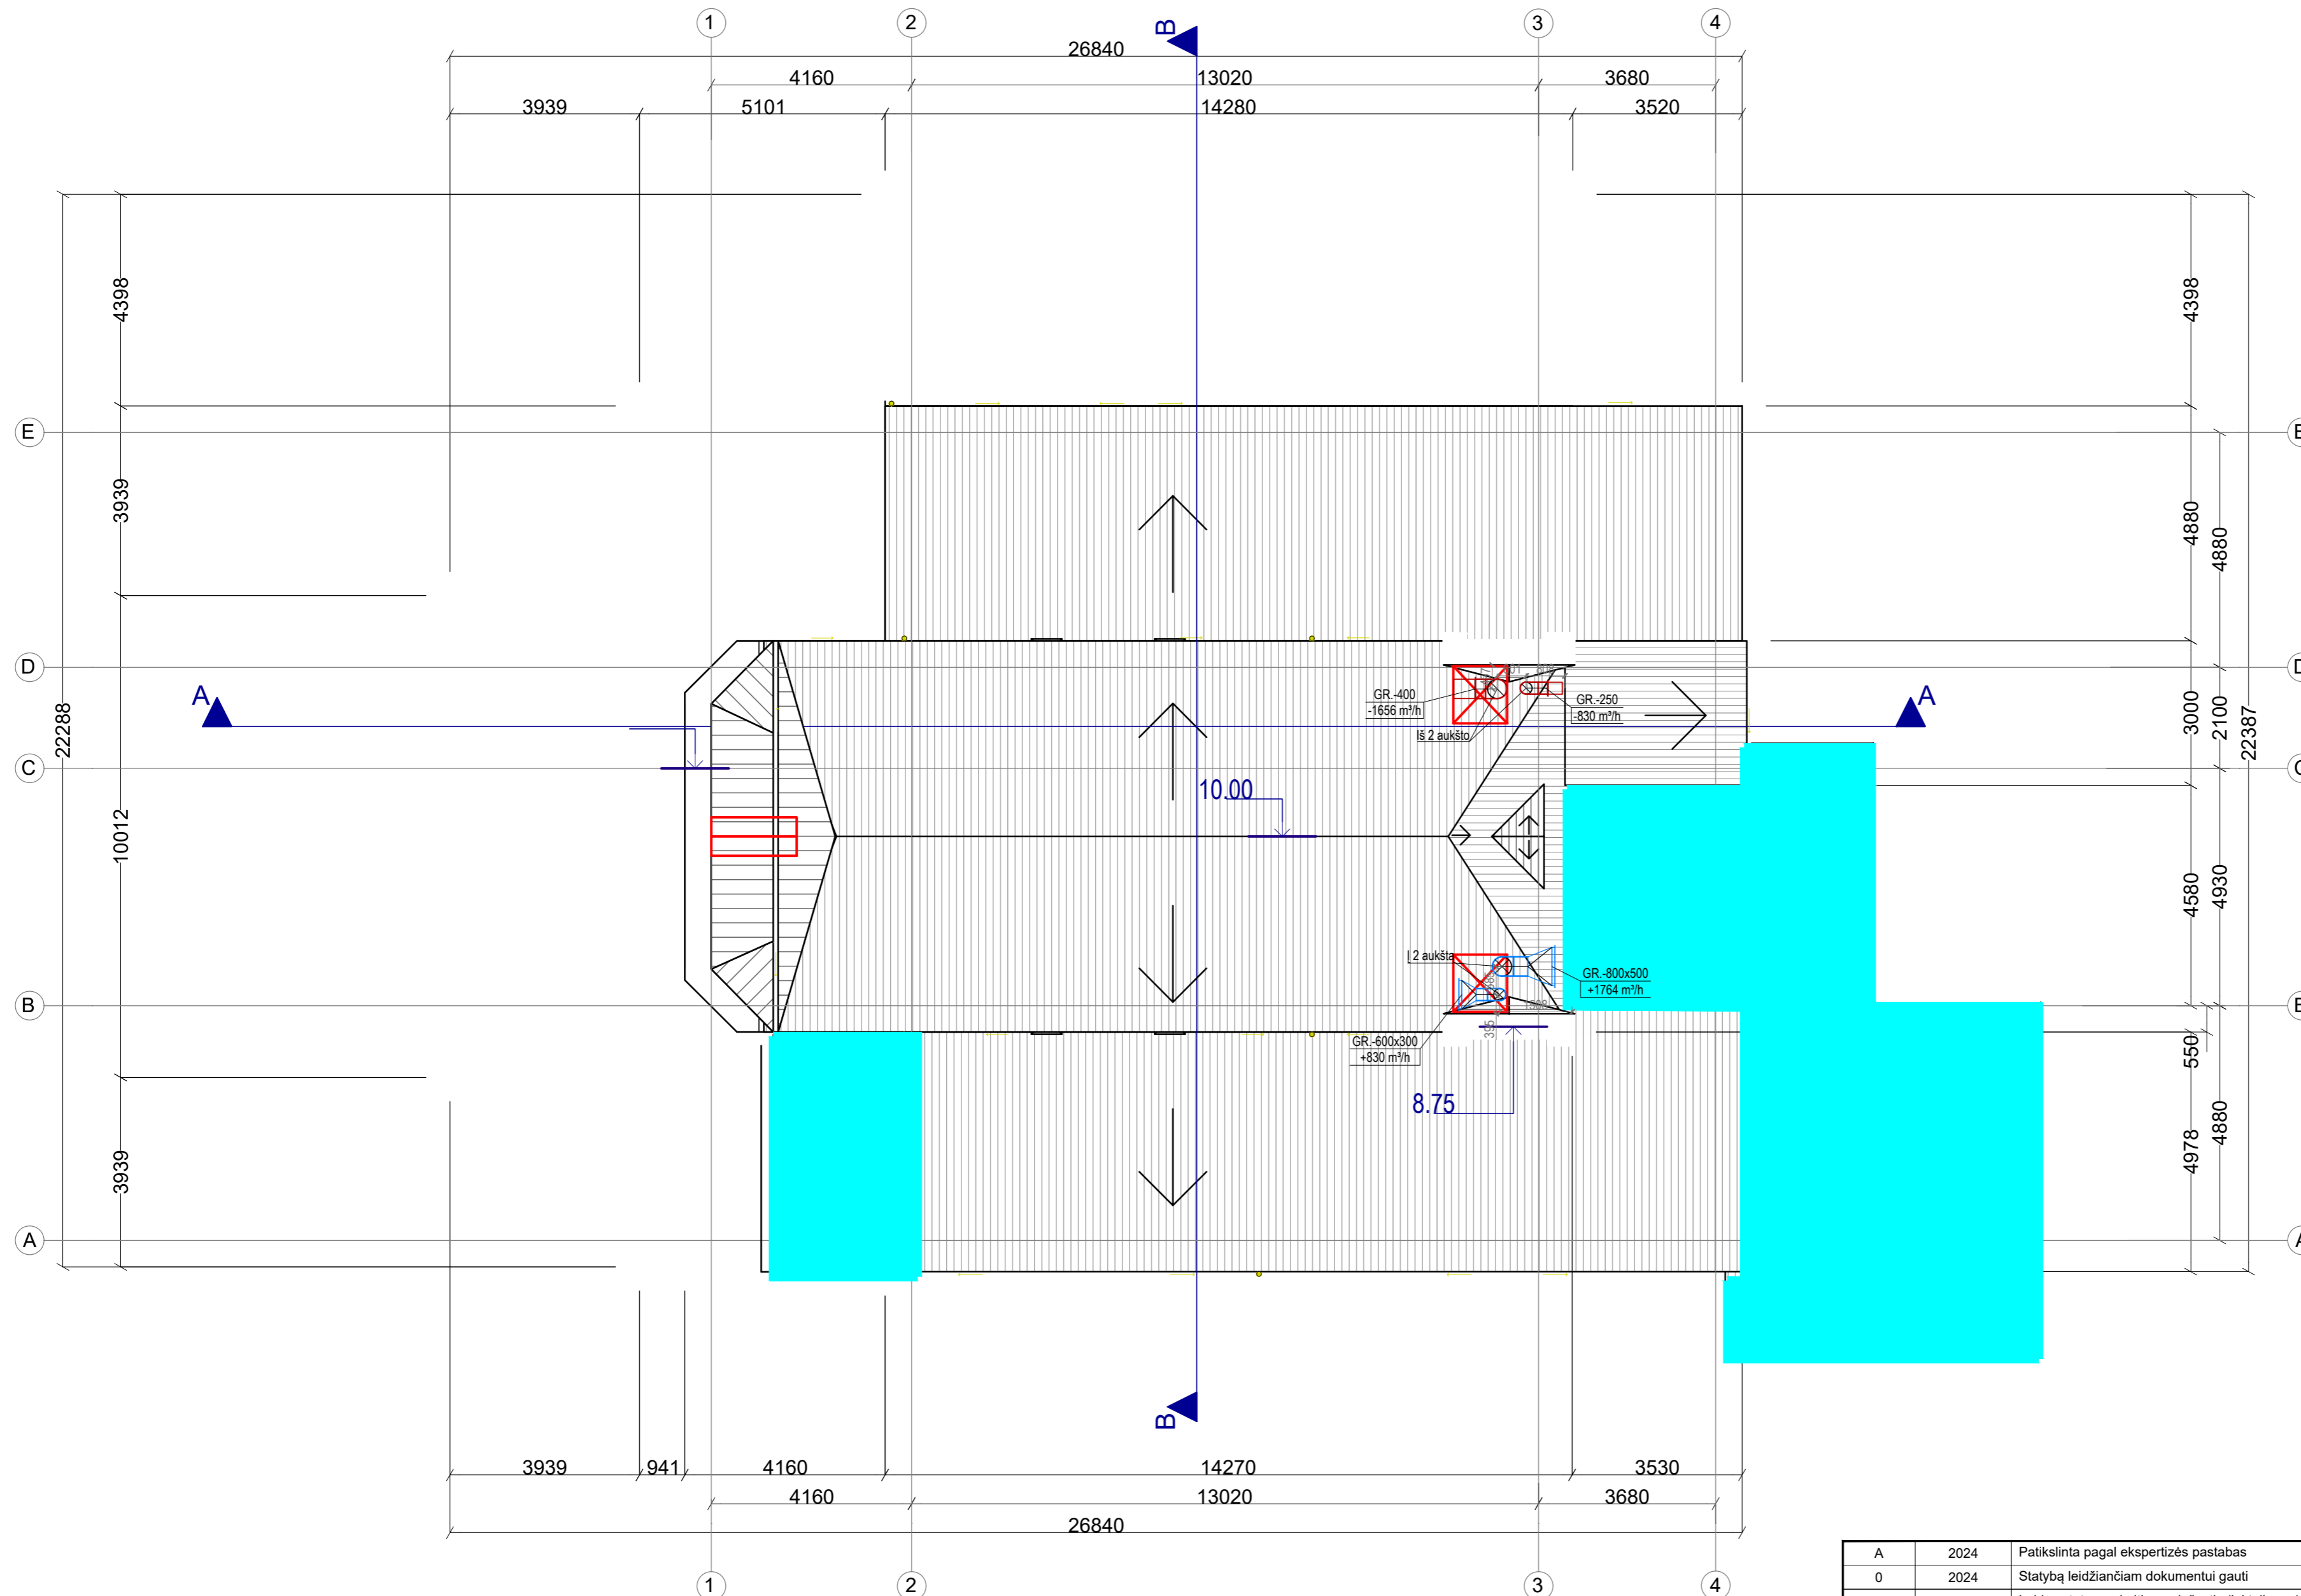 1 2 3 4
B
26840
4160 13020 3680
3939 5101 14280 3520
4398
3939
10012
3939
22288
E
D
C
B
A
A
A
GR.-400
-1656 m³/h
GR.-250
-830 m³/h
Iš 2 aukšto
10.00
Į 2 aukšta
GR.-800x500
+1764 m³/h
GR.-600x300
+830 m³/h
395
8.75
4398
4880
3000
4580
550
4978
4880
2100
4930
4880
22387
D
A
B
3939 941 4160 14270 3530
4160 13020 3680
26840
1 2 3 4
A 2024 Patikslinta pagal ekspertizės pastabas
0 2024 Statybą leidžiančiam dokumentui gauti